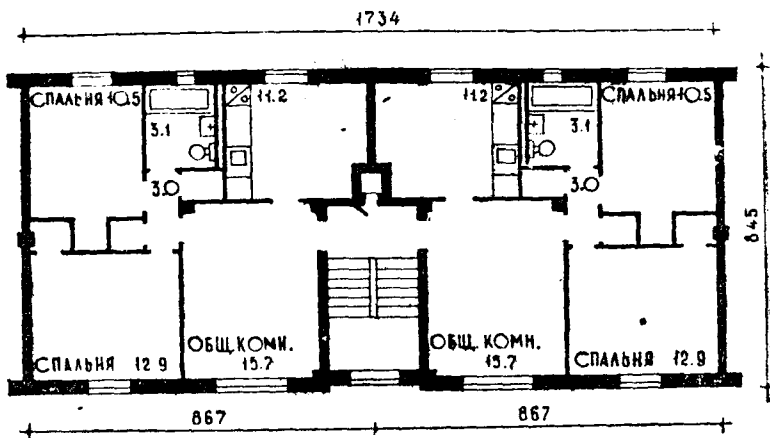 1734
СПАЛЬНЯ 10.5
11.2
11.2
СПАЛЬНЯ 10.5
3.1
3.1
3.0
3.0
845
ОБЩ. КОМН.
15.7
ОБЩ. КОМН.
15.7
СПАЛЬНЯ 12.9
СПАЛЬНЯ 12.9
867
867